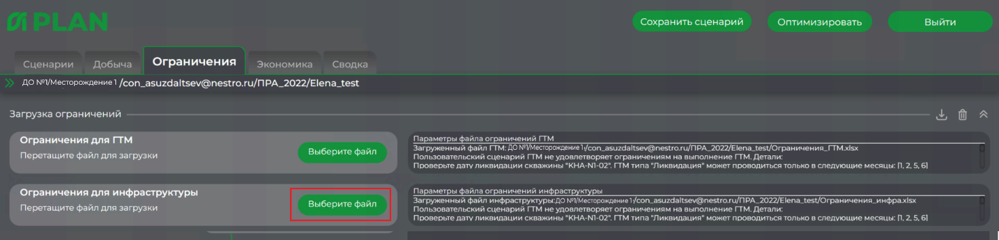 PLAN
Сохранить сценарий
Оптимизировать
Выйти
Сценарии
Добыча
Ограничения
Экономика
Сводка
ДО №1/Месторождение 1 /con_asuzdaltsev@nestro.ru/ПРА_2022/Elena_test
Загрузка ограничений
Ограничения для ГТМ
Перетащите файл для загрузки
Выберите файл
Параметры файла ограничений ГТМ
Загруженный файл ГТМ: ДО №1/Месторождение 1/con_asuzdaltsev@nestro.ru/ПРА_2022/Elena_test/Ограничения_ГТМ.xlsx
Пользовательский сценарий ГТМ не удовлетворяет ограничениям на выполнение ГТМ. Детали:
Проверьте дату ликвидации скважины "KHA-N1-02". ГТМ типа "Ликвидация" может проводиться только в следующие месяцы: [1, 2, 5, 6]
Ограничения для инфраструктуры
Перетащите файл для загрузки
Выберите файл
Параметры файла ограничений инфраструктуры
Загруженный файл инфраструктуры:ДО №1/Месторождение 1/con_asuzdaltsev@nestro.ru/ПРА_2022/Elena_test/Ограничения_инфра.xlsx
Пользовательский сценарий ГТМ не удовлетворяет ограничениям на выполнение ГТМ. Детали:
Проверьте дату ликвидации скважины "KHA-N1-02". ГТМ типа "Ликвидация" может проводиться только в следующие месяцы: [1, 2, 5, 6]